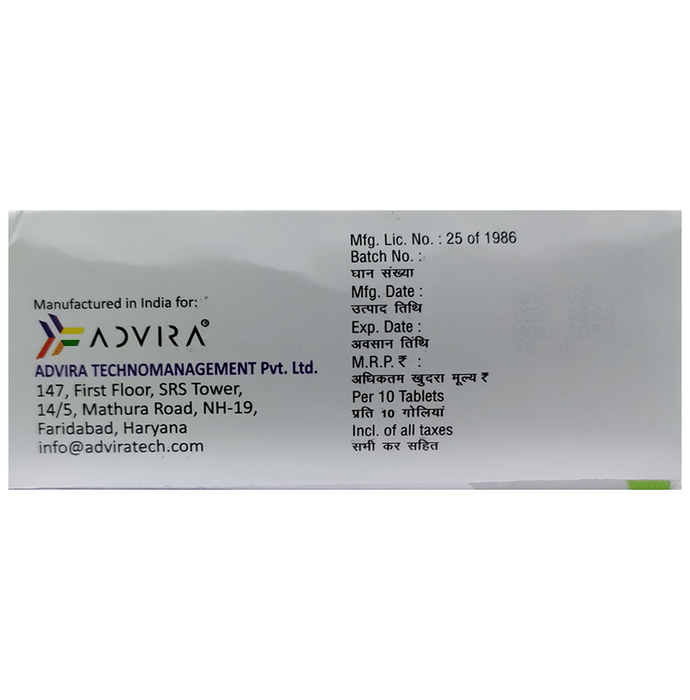 Manufactured in India for:
ADVIRA
ADVIRA TECHNOMANAGEMENT Pvt. Ltd.
147, First Floor, SRS Tower,
14/5, Mathura Road, NH-19,
Faridabad, Haryana
info@adviratech.com
Mfg. Lic. No. : 25 of 1986
Batch No. :
घान संख्या
Mfg. Date :
उत्पाद तिथि
Exp. Date :
अवसान तिथि
M.R.P. ₹ :
अधिकतम खुदरा मूल्य ₹
Per 10 Tablets
प्रति 10 गोलियां
Incl. of all taxes
सभी कर सहित